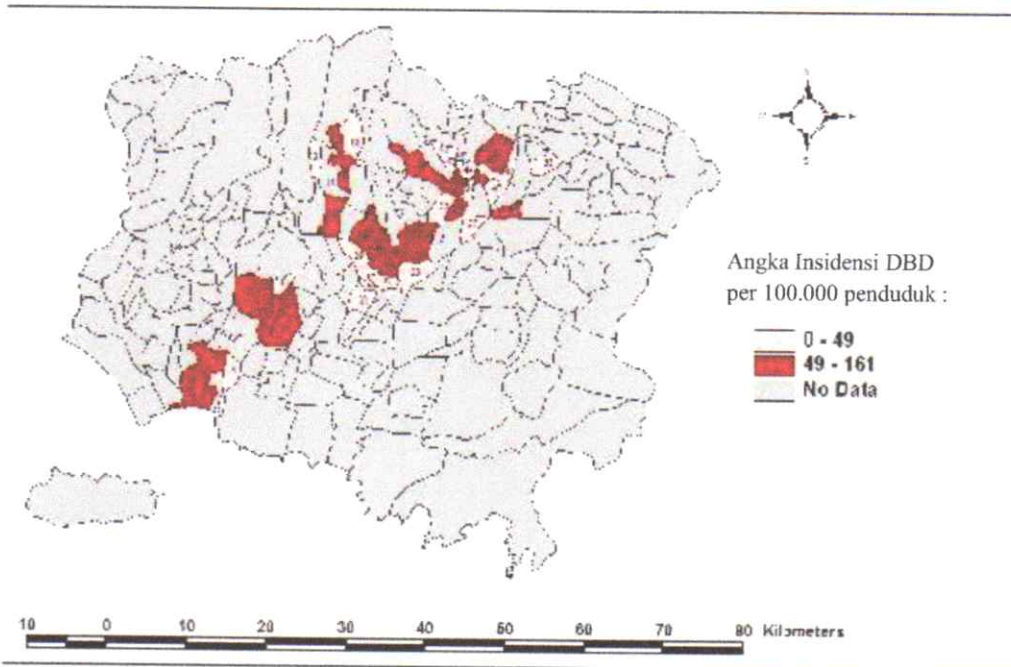 Angka Insidensi DBD
per 100.000 penduduk :
0 - 49
49 - 161
No Data
10 0 10 20 30 40 50 60 70 80 Kilometers